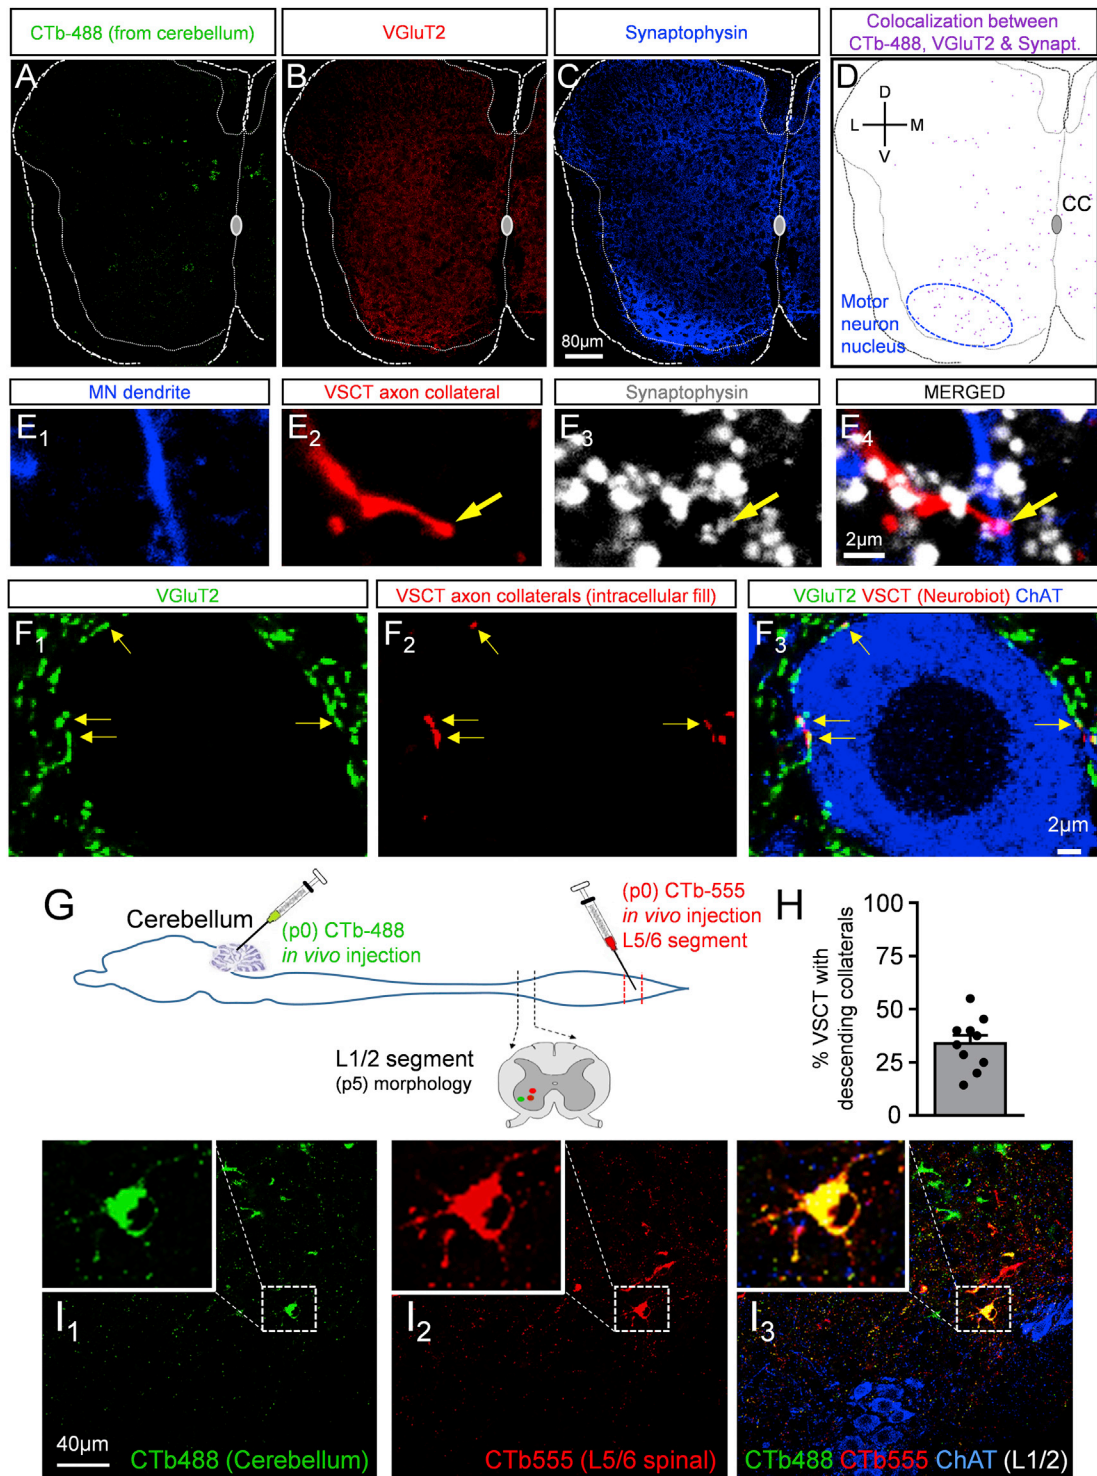 CTb-488 (from cerebellum)
VGluT2
Synaptophysin
Colocalization between
CTb-488, VGluT2 & Synapt.
A
B
C
80µm
D
D
L M
V
CC
Motor
neuron
nucleus
MN dendrite
VSCT axon collateral
Synaptophysin
MERGED
E1
E2
E3
E4
2µm
VGluT2
VSCT axon collaterals (intracellular fill)
VGluT2 VSCT (Neurobiot) ChAT
F1
F2
F3
2µm
G
Cerebellum
(p0) CTb-488
in vivo injection
(p0) CTb-555
in vivo injection
L5/6 segment
L1/2 segment
(p5) morphology
H
% VSCT with
descending collaterals
100
75
50
25
0
I1
40µm
CTb488 (Cerebellum)
I2
CTb555 (L5/6 spinal)
I3
CTb488 CTb555 ChAT (L1/2)